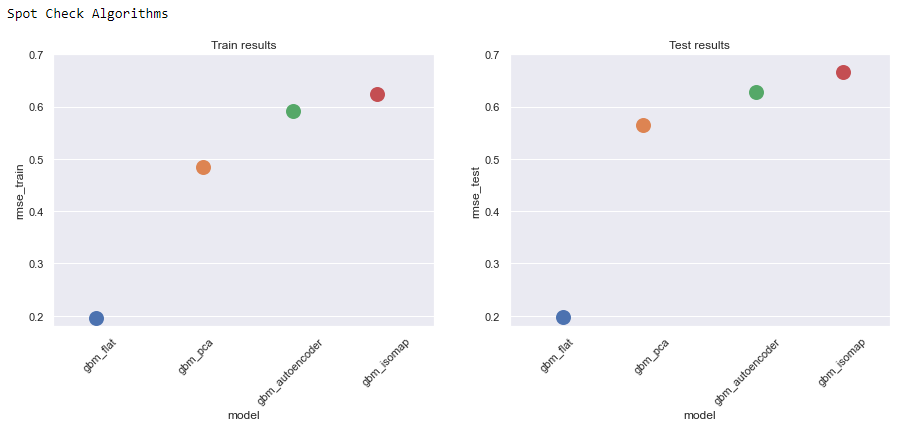 Spot Check Algorithms
Train results
0.7
0.6
0.5
0.4
0.3
0.2
rmse_train
gbm_flat
gbm_pca
gbm_autoencoder
gbm_isomap
model
Test results
0.7
0.6
0.5
0.4
0.3
0.2
rmse_test
gbm_flat
gbm_pca
gbm_autoencoder
gbm_isomap
model